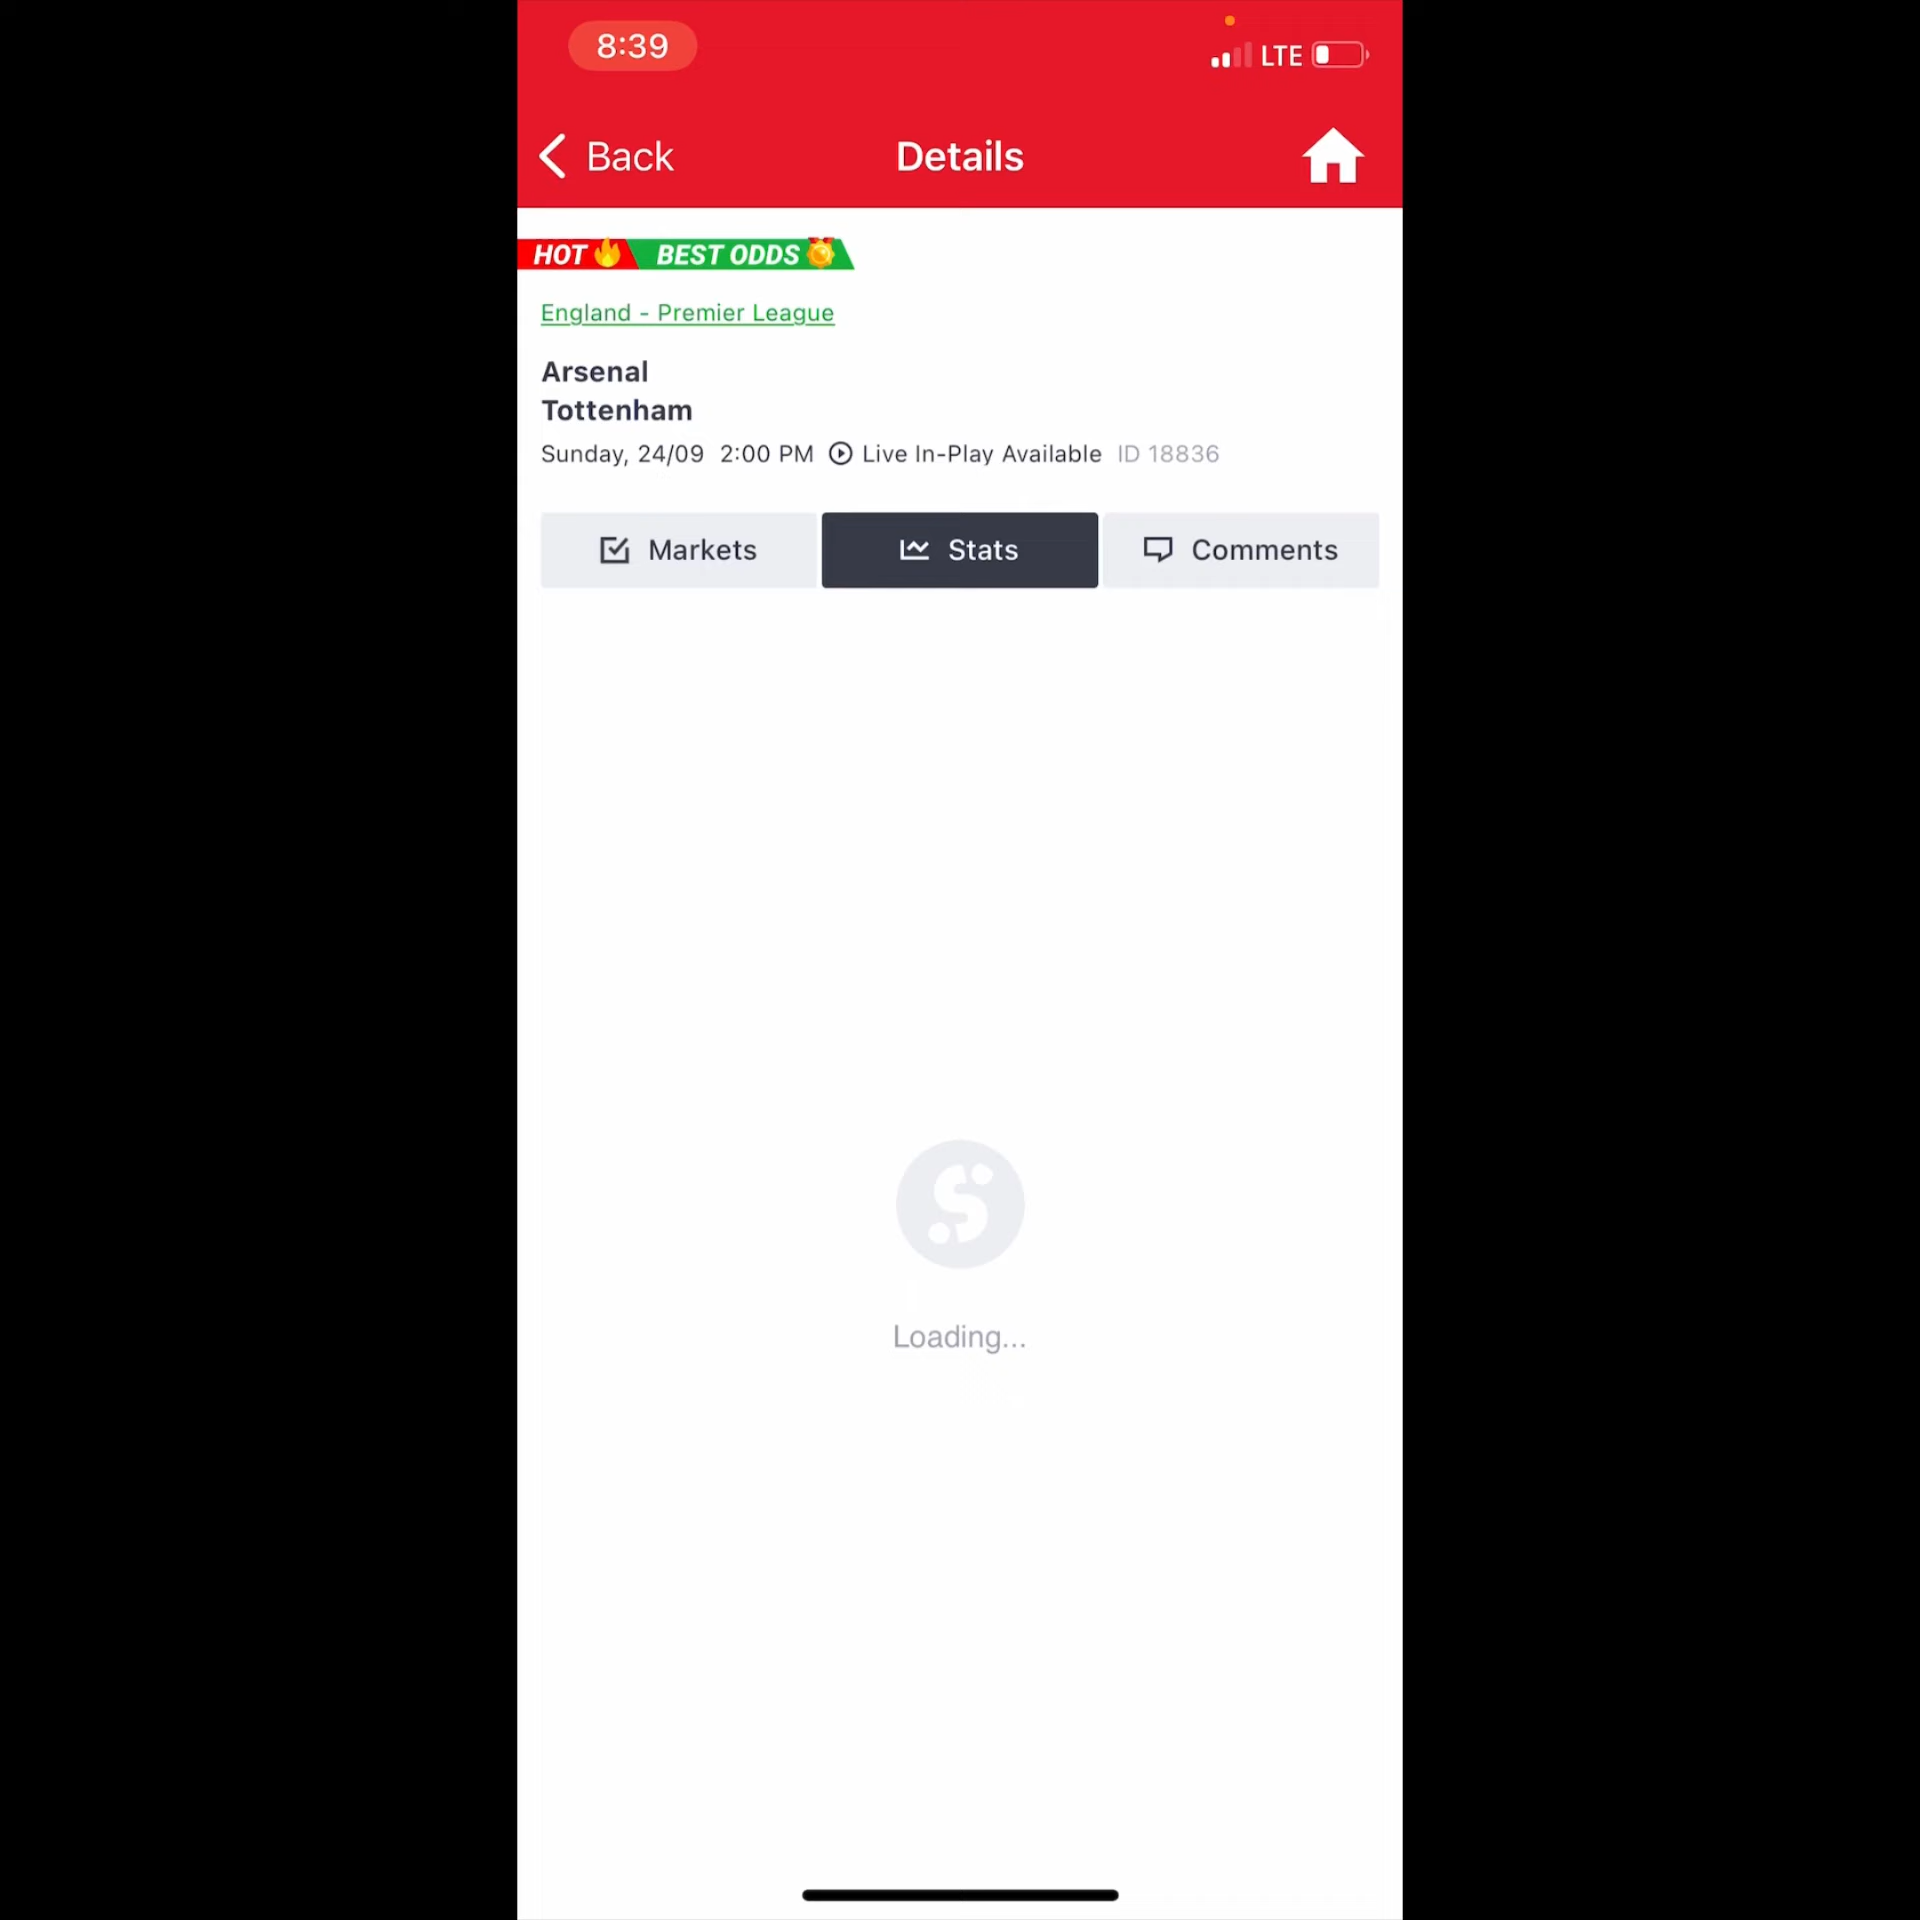 8:39 LTE
Back Details
HOT BEST ODDS
England - Premier League
Arsenal
Tottenham
Sunday, 24/09 2:00 PM Live In-Play Available ID 18836
Markets Stats Comments
S
Loading...